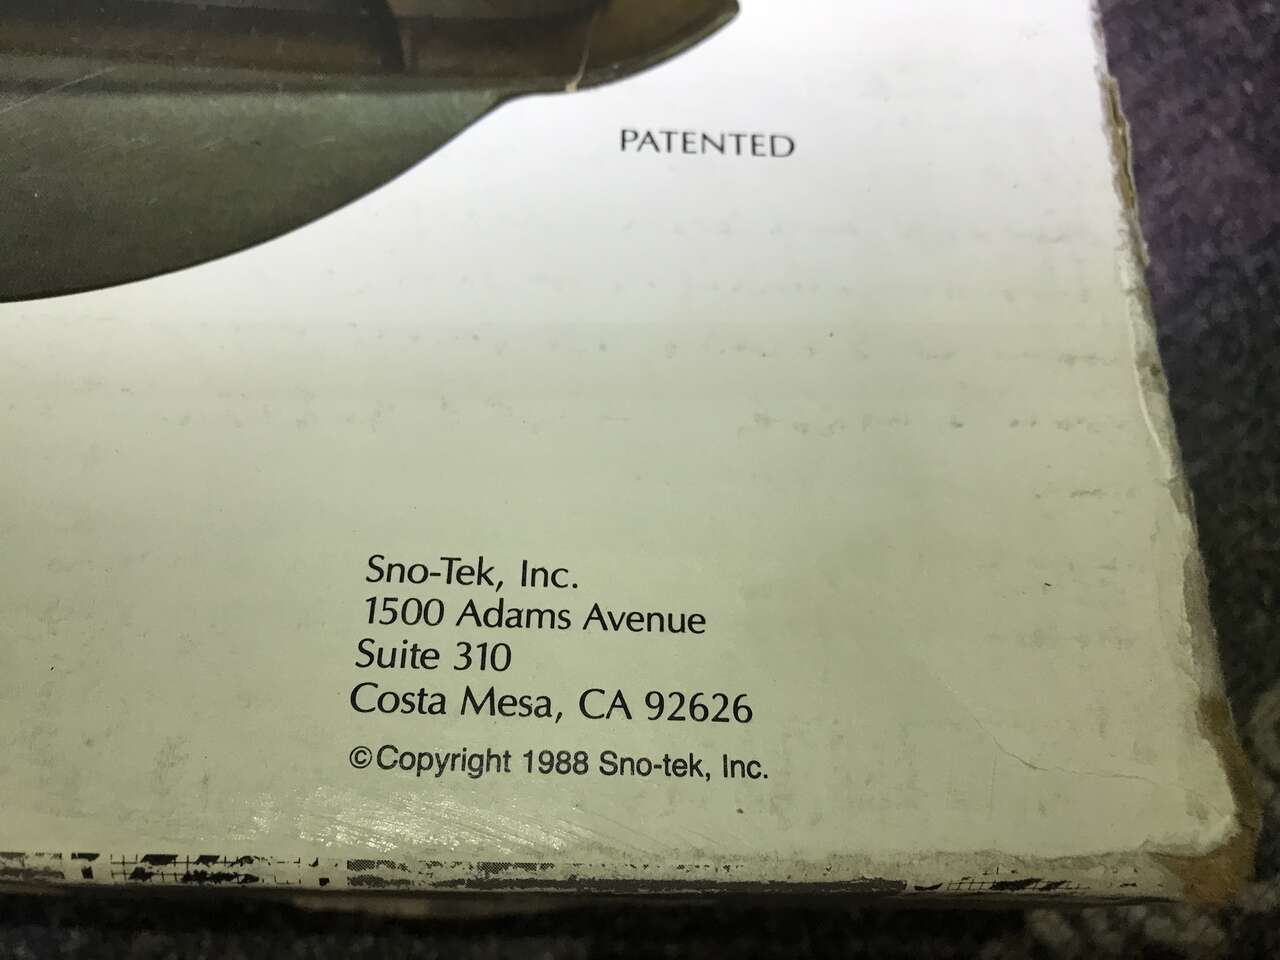 PATENTED
Sno-Tek, Inc.
1500 Adams Avenue
Suite 310
Costa Mesa, CA 92626
©Copyright 1988 Sno-tek, Inc.